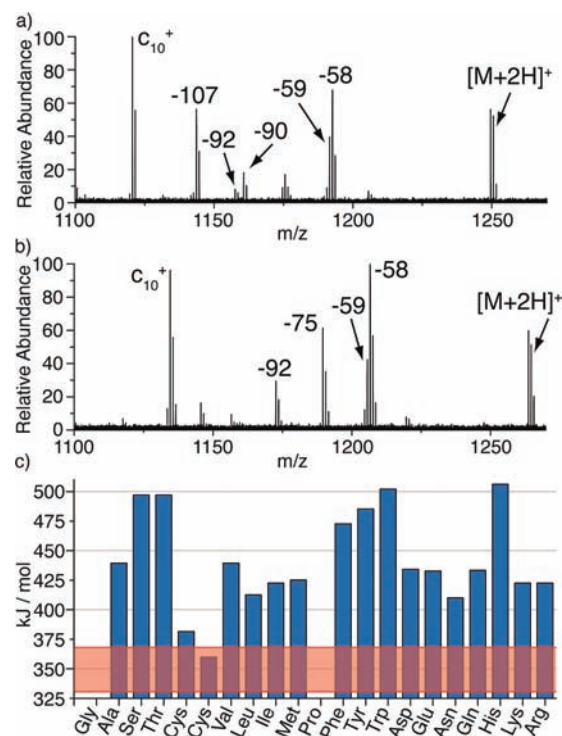 a)
Relative Abundance
100
80
60
40
20
0
c10+
-107
-92
-90
-59
-58
[M+2H]+
1100
1150
1200
1250
m/z
b)
Relative Abundance
100
80
60
40
20
0
c10+
-92
-75
-59
-58
[M+2H]+
1100
1150
1200
1250
m/z
c)
kJ / mol
500
475
450
425
400
375
350
325
Gly
Ala
Ser
Thr
Cys
Cys
Val
Leu
Ile
Met
Pro
Phe
Tyr
Trp
Asp
Glu
Asn
Gln
His
Lys
Arg